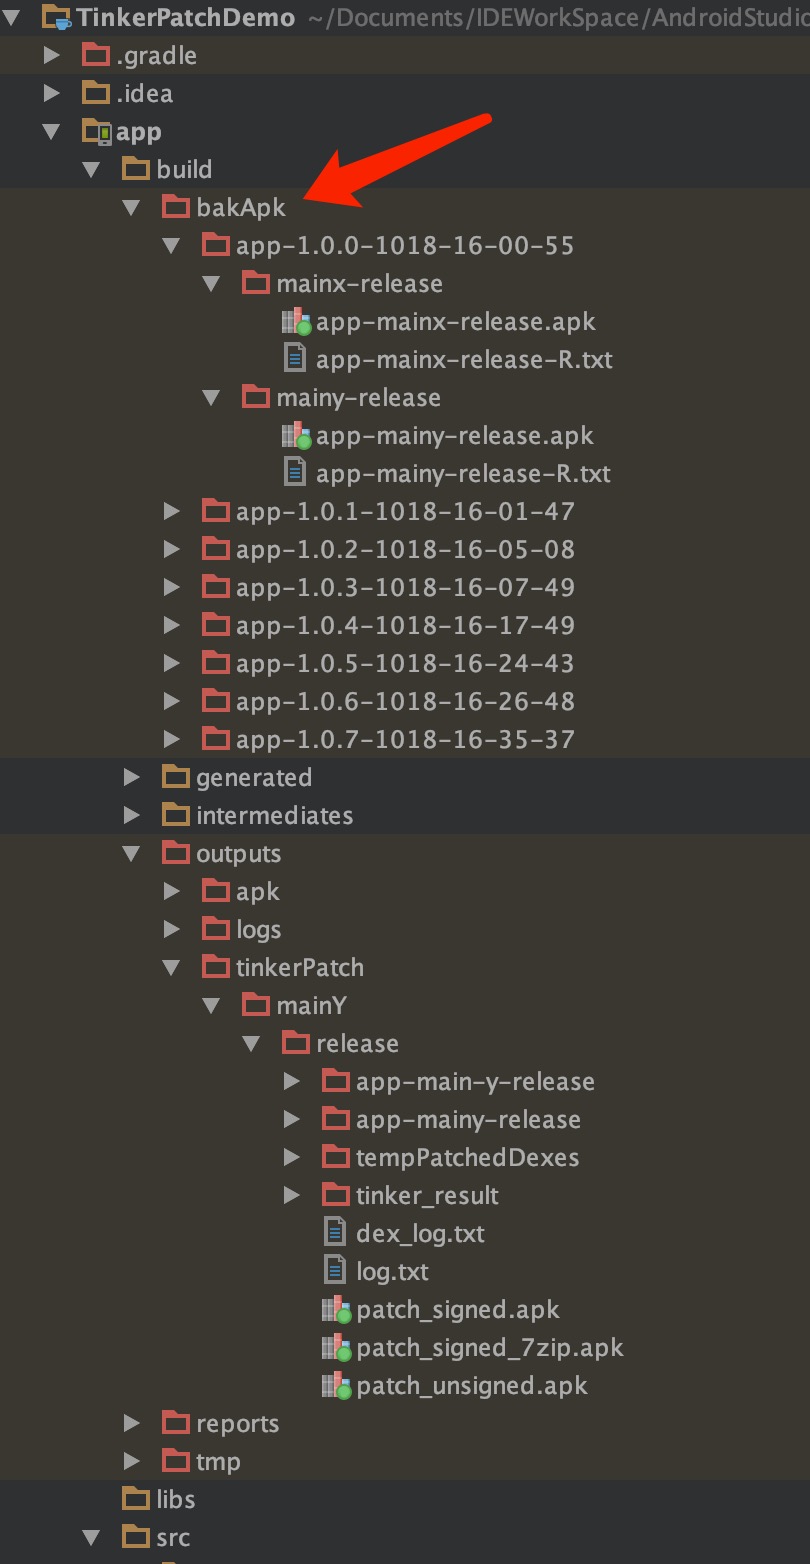 TinkerPatchDemo ~/Documents/IDEWorkSpace/AndroidStudio
.gradle
.idea
app
build
bakApk
app-1.0.0-1018-16-00-55
mainx-release
app-mainx-release.apk
app-mainx-release-R.txt
mainy-release
app-mainy-release.apk
app-mainy-release-R.txt
app-1.0.1-1018-16-01-47
app-1.0.2-1018-16-05-08
app-1.0.3-1018-16-07-49
app-1.0.4-1018-16-17-49
app-1.0.5-1018-16-24-43
app-1.0.6-1018-16-26-48
app-1.0.7-1018-16-35-37
generated
intermediates
outputs
apk
logs
tinkerPatch
mainY
release
app-main-y-release
app-mainy-release
tempPatchedDexes
tinker_result
dex_log.txt
log.txt
patch_signed.apk
patch_signed_7zip.apk
patch_unsigned.apk
reports
tmp
libs
src